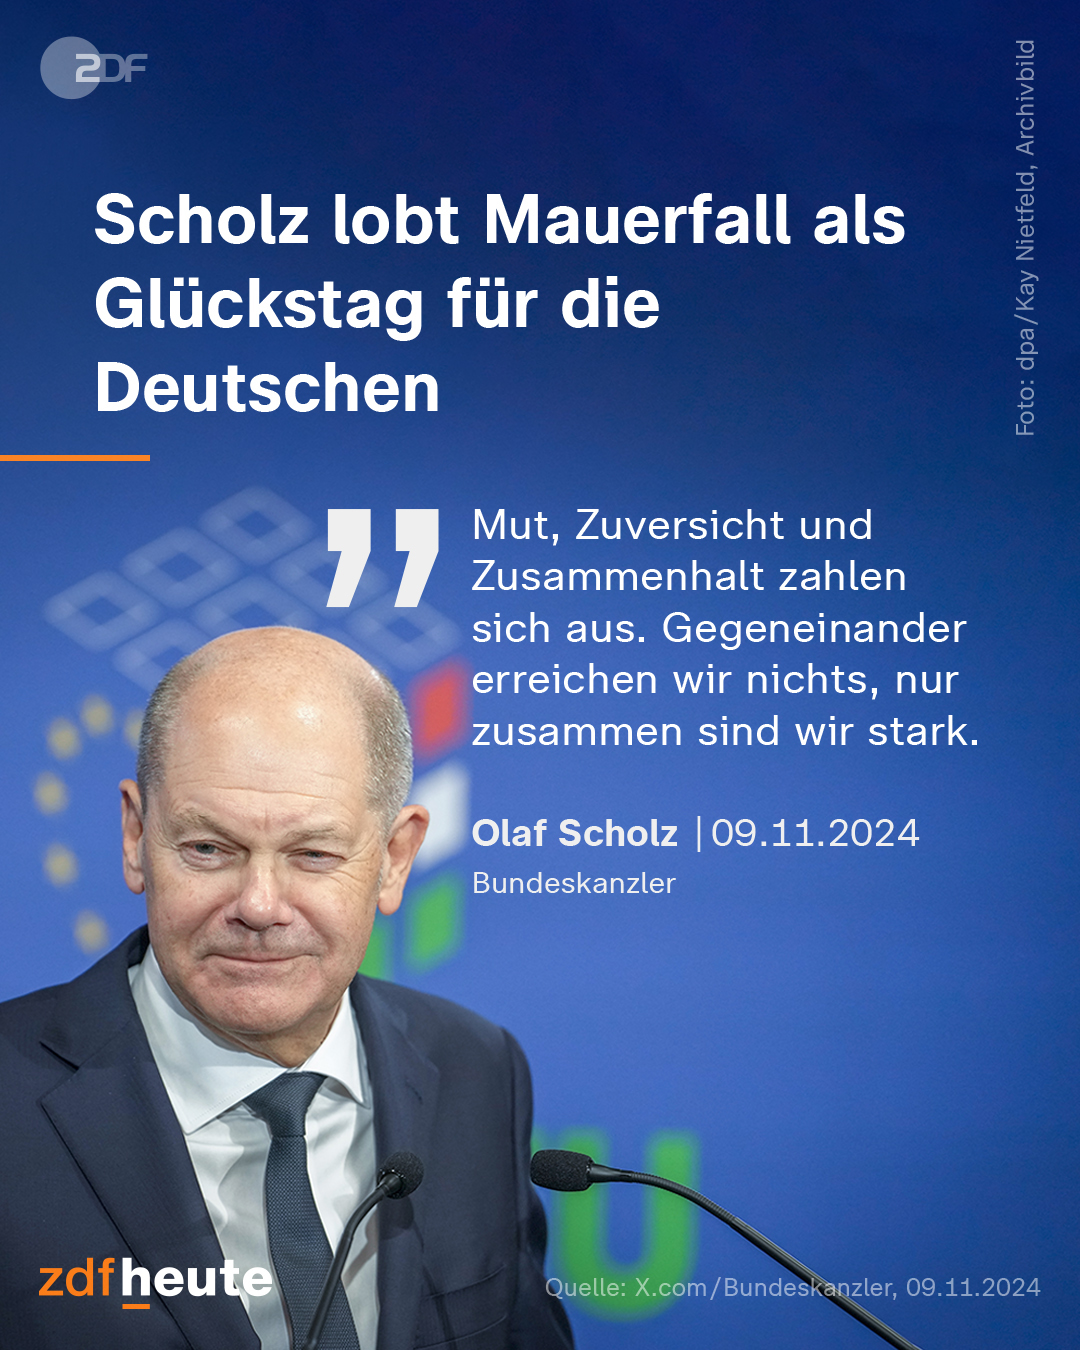 ZDF
Foto: dpa/Kay Nietfeld, Archivbild
Scholz lobt Mauerfall als
Glückstag für die
Deutschen
”
Mut, Zuversicht und
Zusammenhalt zahlen
sich aus. Gegeneinander
erreichen wir nichts, nur
zusammen sind wir stark.
Olaf Scholz | 09.11.2024
Bundeskanzler
U
zdfheute
Quelle: X.com/Bundeskanzler, 09.11.2024